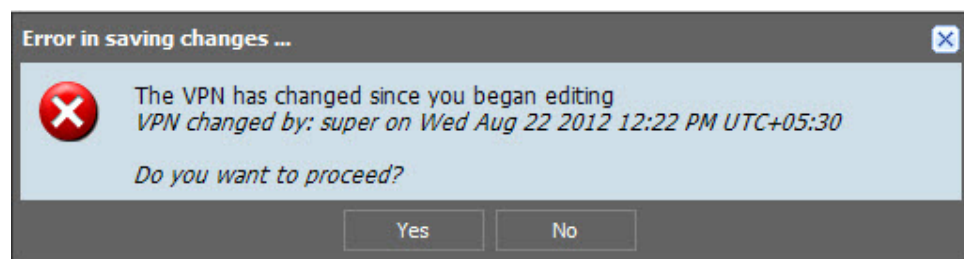 Error in saving changes ...
The VPN has changed since you began editing
VPN changed by: super on Wed Aug 22 2012 12:22 PM UTC+05:30
Do you want to proceed?
Yes No